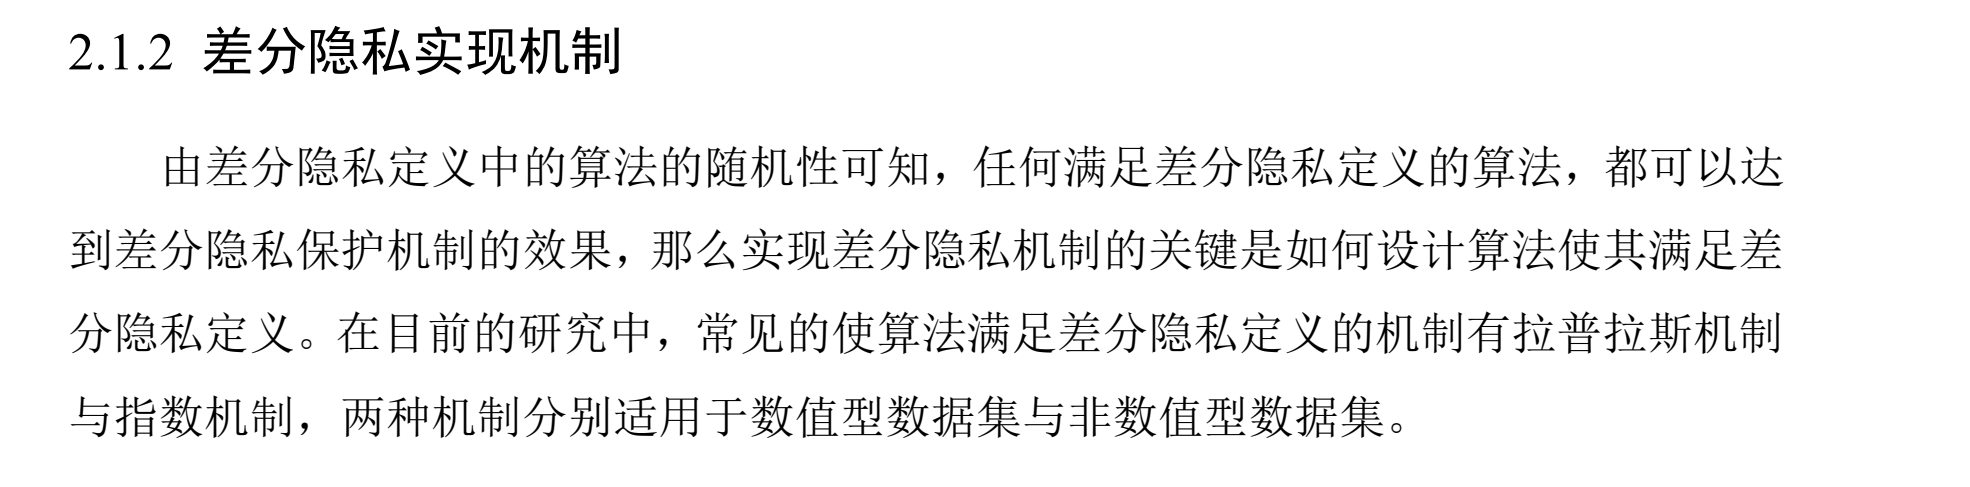 2.1.2 差分隐私实现机制
由差分隐私定义中的算法的随机性可知，任何满足差分隐私定义的算法，都可以达
到差分隐私保护机制的效果，那么实现差分隐私机制的关键是如何设计算法使其满足差
分隐私定义。在目前的研究中，常见的使算法满足差分隐私定义的机制有拉普拉斯机制
与指数机制，两种机制分别适用于数值型数据集与非数值型数据集。